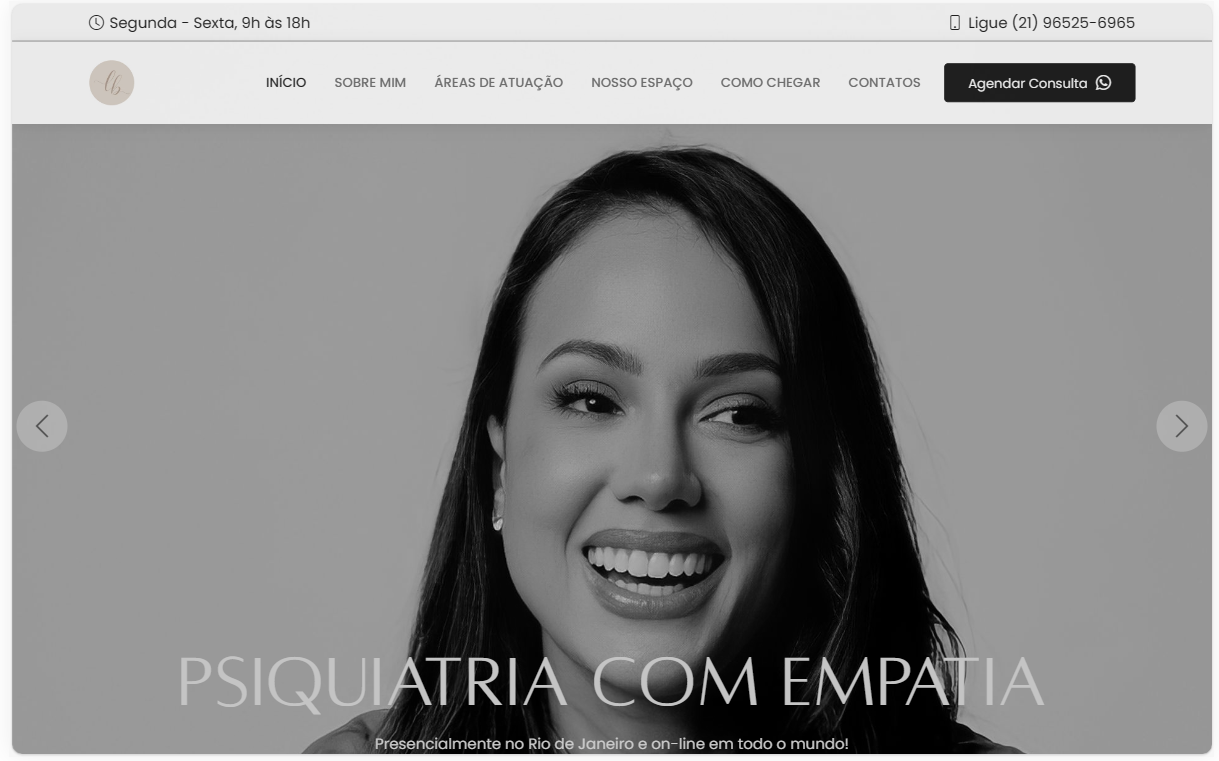 Segunda - Sexta, 9h às 18h
Ligue (21) 96525-6965
lb
INÍCIO SOBRE MIM ÁREAS DE ATUAÇÃO NOSSO ESPAÇO COMO CHEGAR CONTATOS Agendar Consulta
PSIQUIATRIA COM EMPATIA
Presencialmente no Rio de Janeiro e on-line em todo o mundo!